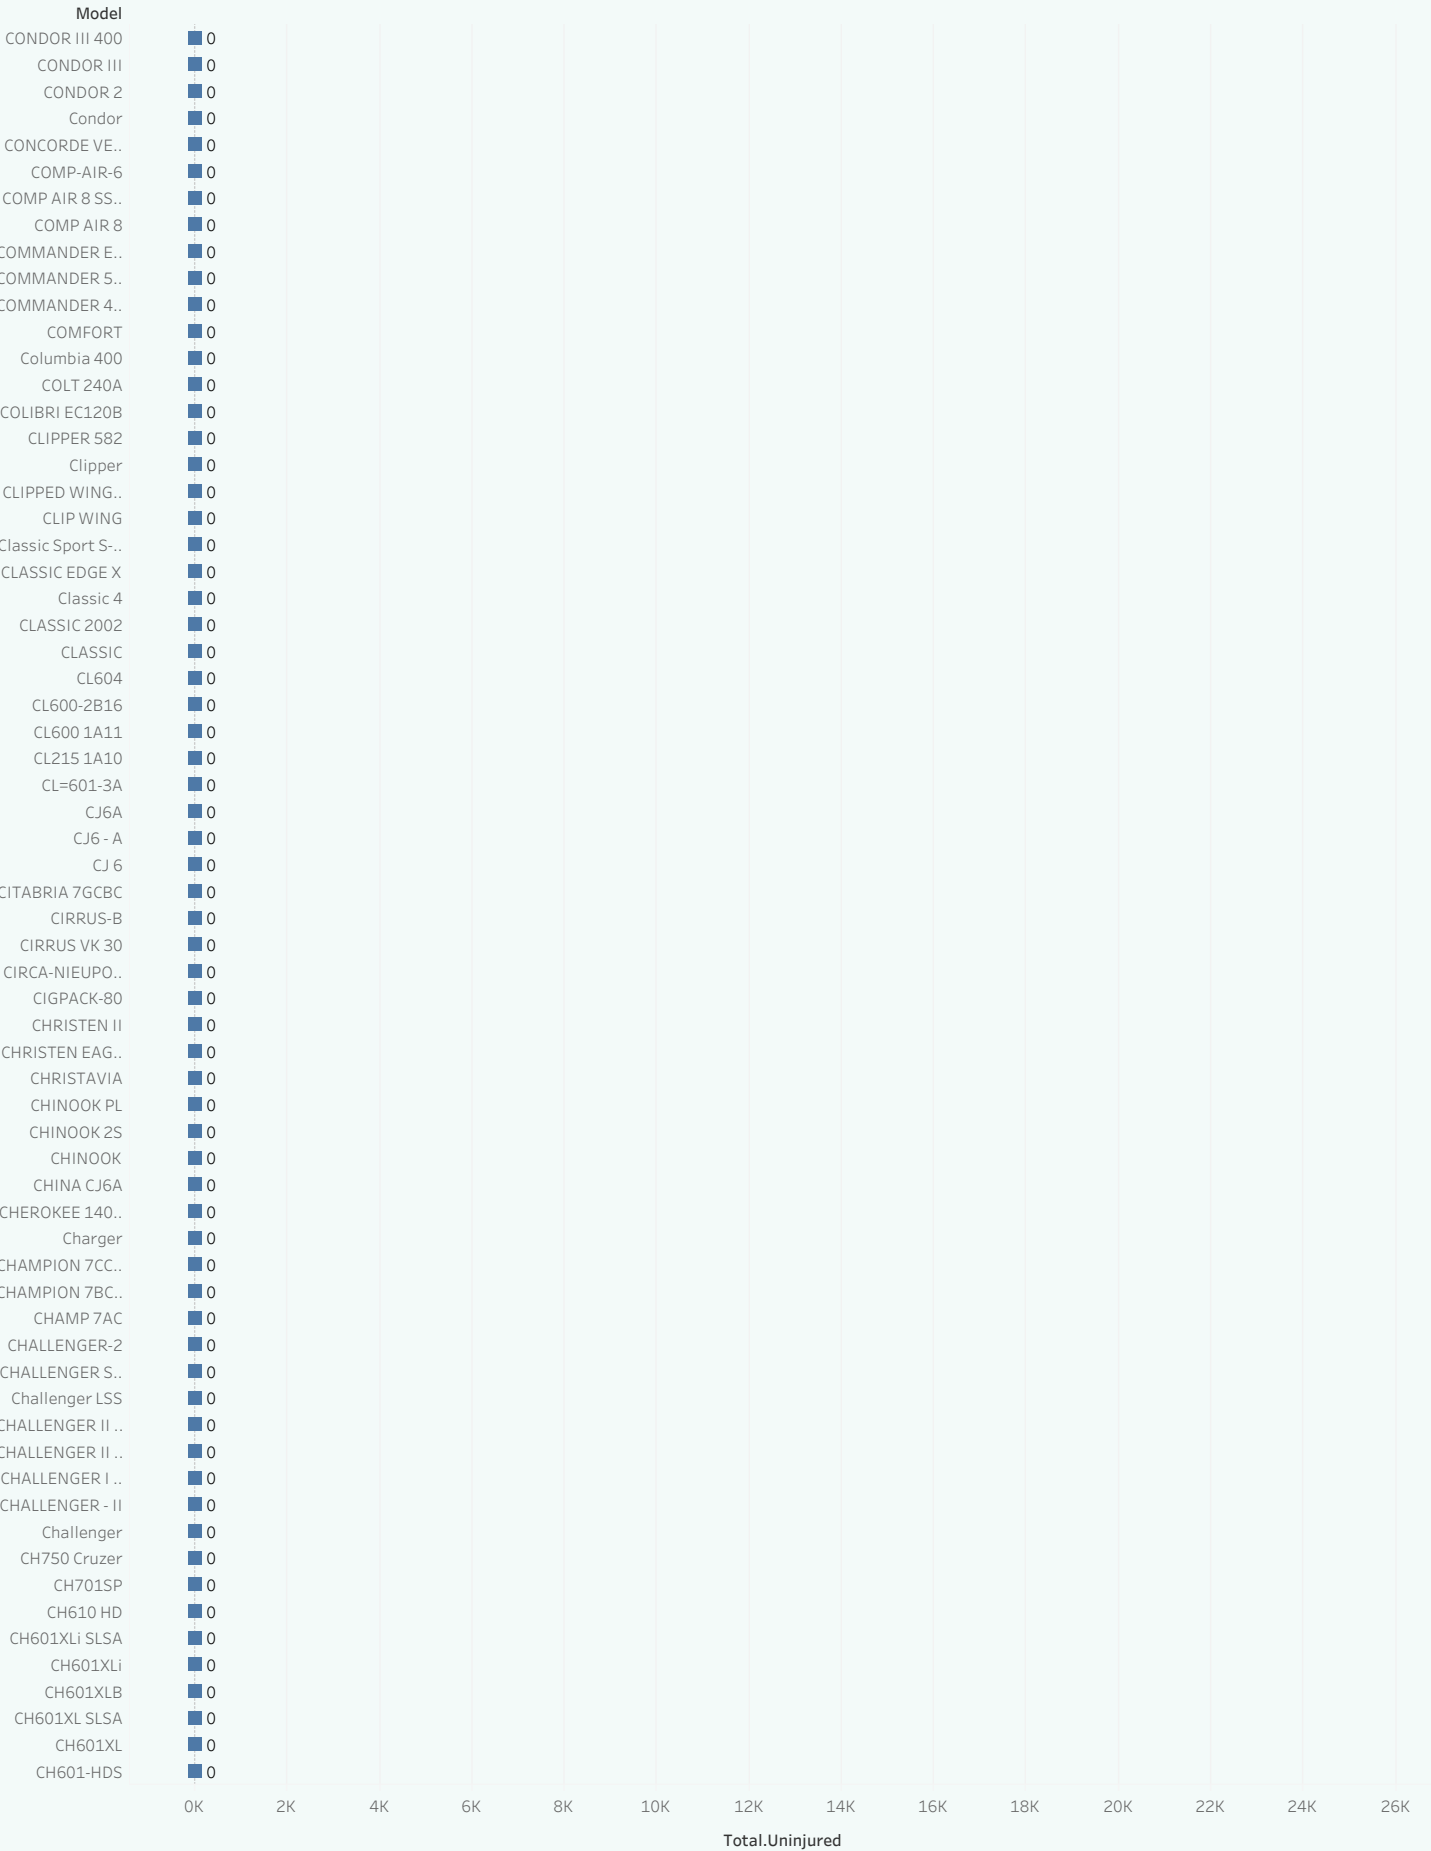 Model
CONDOR III 400 0
CONDOR III 0
CONDOR 2 0
Condor 0
CONCORDE VE.. 0
COMP-AIR-6 0
COMP AIR 8 SS.. 0
COMP AIR 8 0
COMMANDER E.. 0
COMMANDER 5.. 0
COMMANDER 4.. 0
COMFORT 0
Columbia 400 0
COLT 240A 0
COLIBRI EC120B 0
CLIPPER 582 0
Clipper 0
CLIPPED WING.. 0
CLIP WING 0
Classic Sport S-.. 0
CLASSIC EDGE X 0
Classic 4 0
CLASSIC 2002 0
CLASSIC 0
CL604 0
CL600-2B16 0
CL600 1A11 0
CL215 1A10 0
CL=601-3A 0
CJ6A 0
CJ6 - A 0
CJ 6 0
CITABRIA 7GCBC 0
CIRRUS-B 0
CIRRUS VK 30 0
CIRCA-NIEUPO.. 0
CIGPACK-80 0
CHRISTEN II 0
CHRISTEN EAG.. 0
CHRISTAVIA 0
CHINOOK PL 0
CHINOOK 2S 0
CHINOOK 0
CHINA CJ6A 0
CHEROKEE 140.. 0
Charger 0
CHAMPION 7CC.. 0
CHAMPION 7BC.. 0
CHAMP 7AC 0
CHALLENGER-2 0
CHALLENGER S.. 0
Challenger LSS 0
CHALLENGER II .. 0
CHALLENGER II .. 0
CHALLENGER I .. 0
CHALLENGER - II 0
Challenger 0
CH750 Cruzer 0
CH701SP 0
CH610 HD 0
CH601XLi SLSA 0
CH601XLi 0
CH601XLB 0
CH601XL SLSA 0
CH601XL 0
CH601-HDS 0
0K 2K 4K 6K 8K 10K 12K 14K 16K 18K 20K 22K 24K 26K
Total.Uninjured